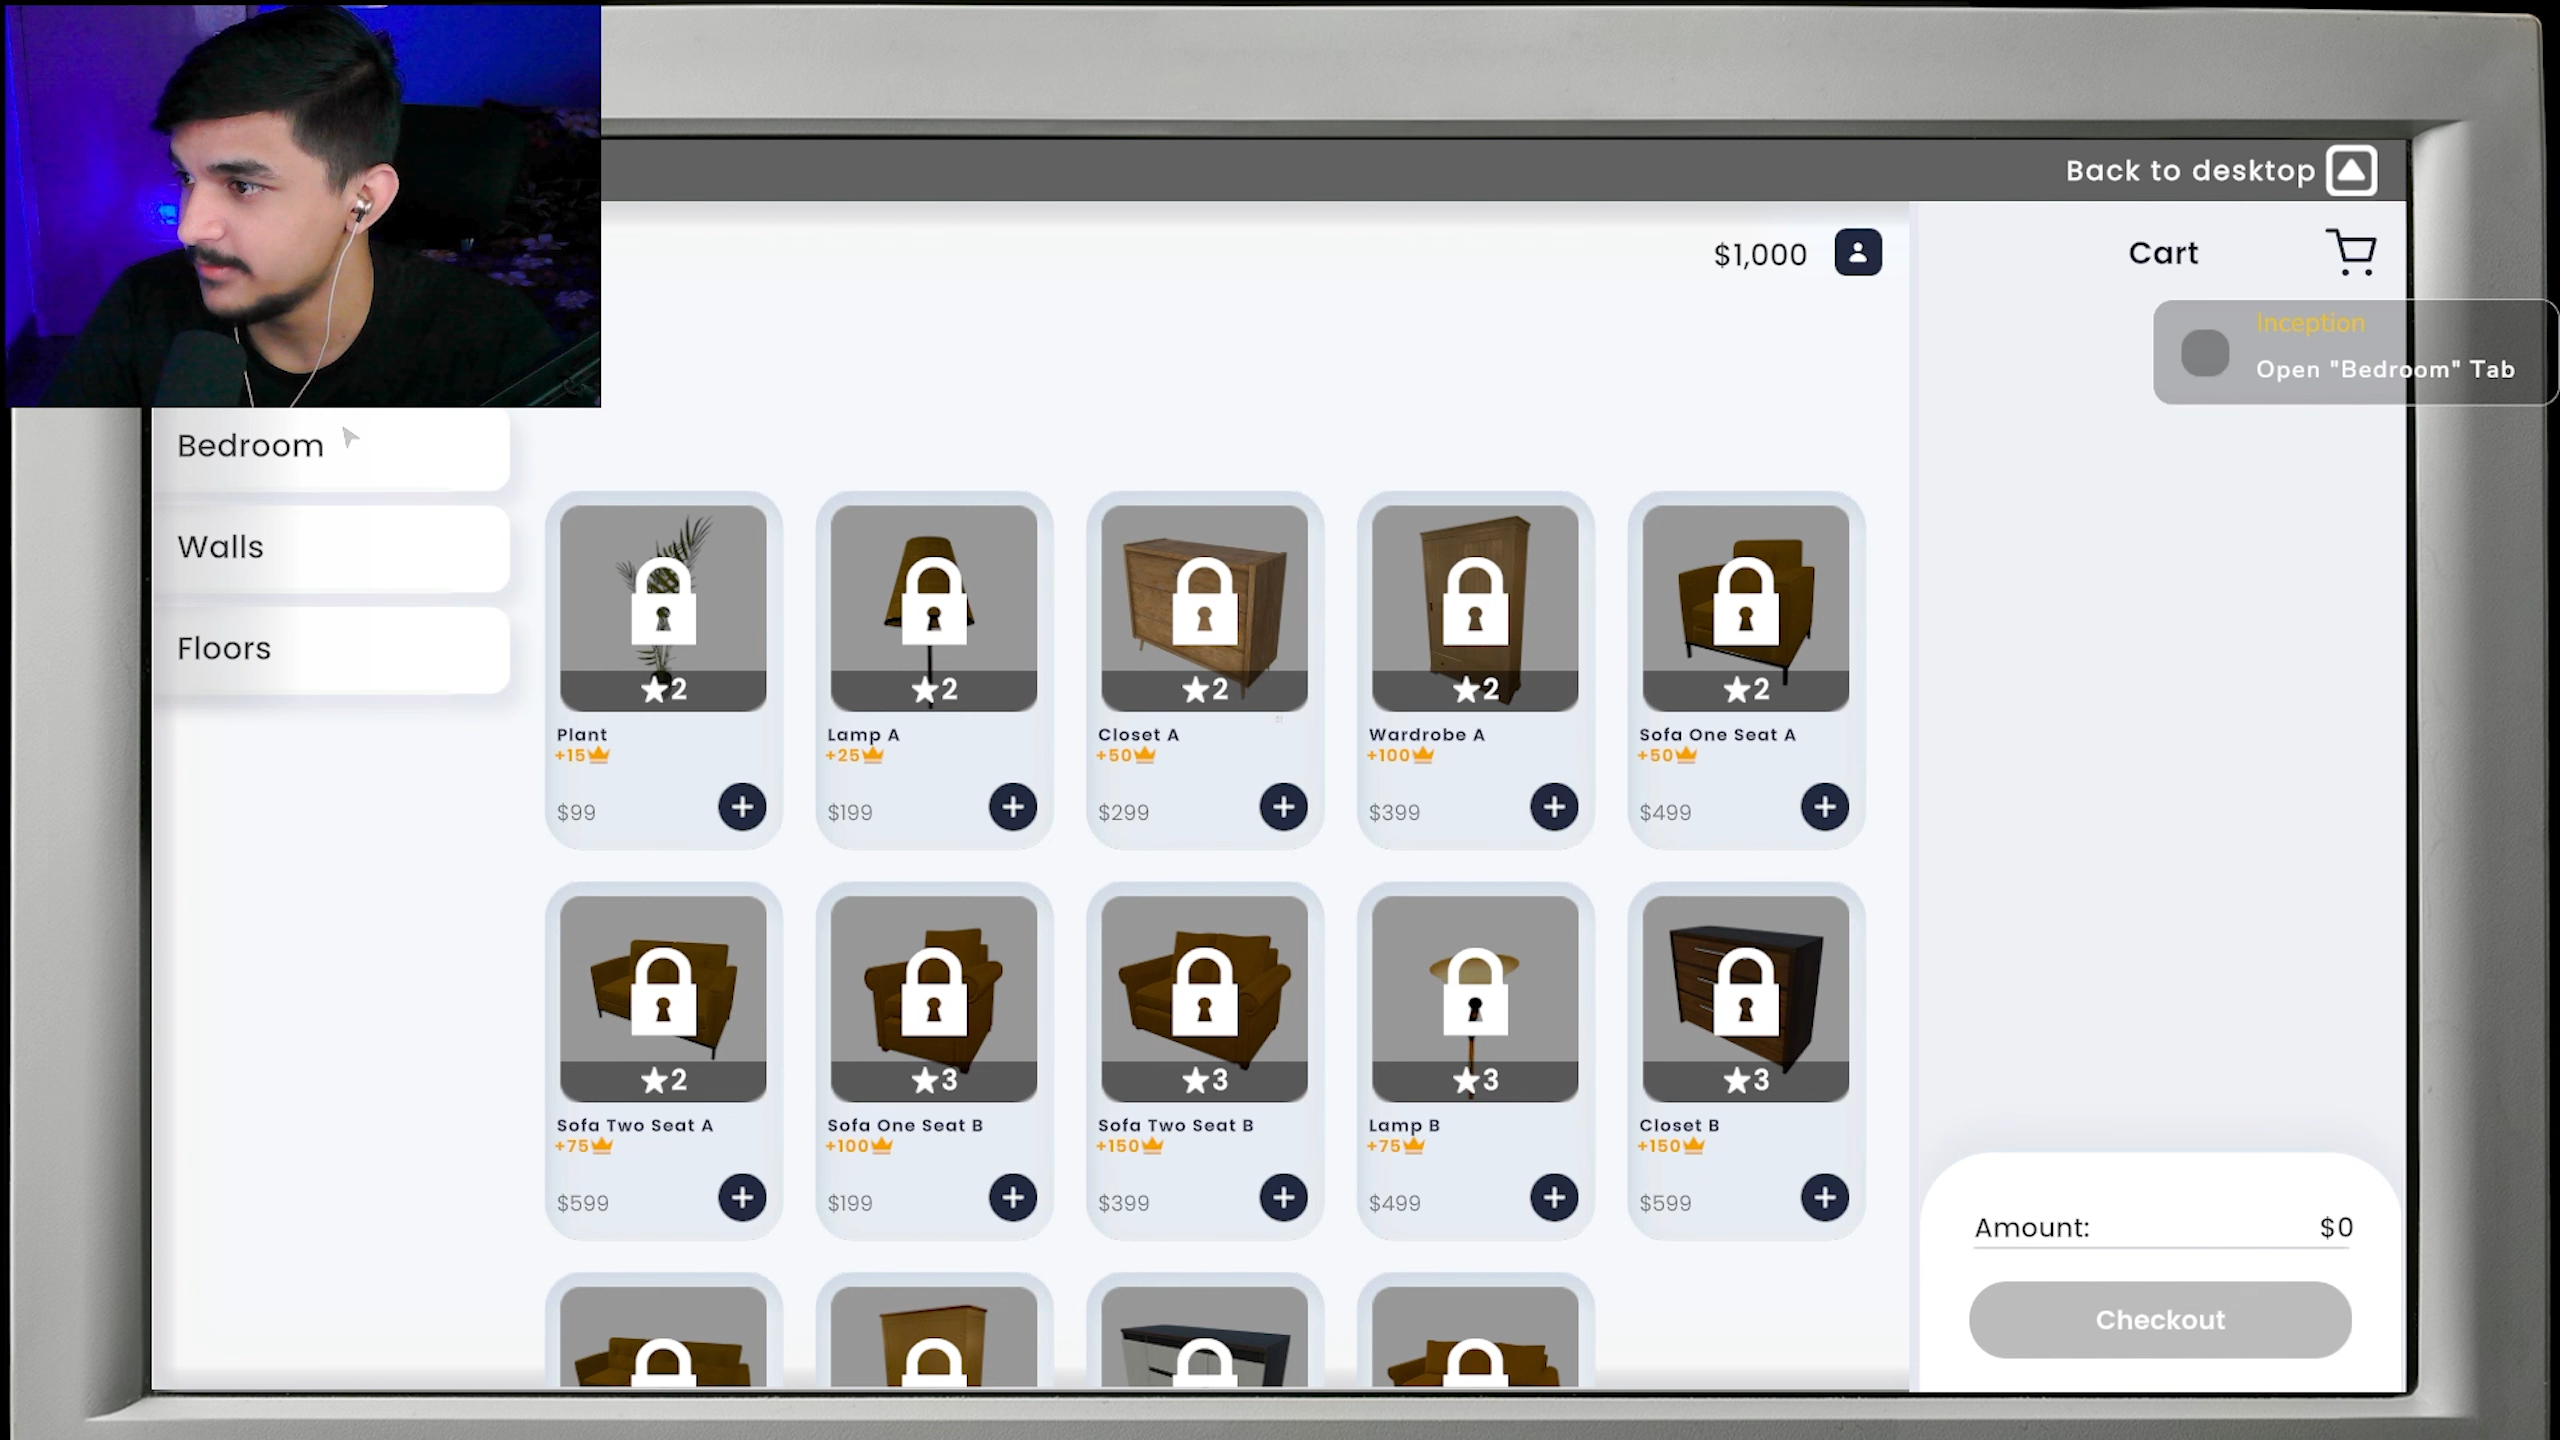 Back to desktop
$1,000
Cart
Inception
Open "Bedroom" Tab
Bedroom
Walls
Floors
2
2
2
2
2
Plant
Lamp A
Closet A
Wardrobe A
Sofa One Seat A
+15
+25
+50
+100
+50
$99
$199
$299
$399
$499
2
3
3
3
3
Sofa Two Seat A
Sofa One Seat B
Sofa Two Seat B
Lamp B
Closet B
+75
+100
+150
+75
+150
$599
$199
$399
$499
$599
Amount:
$0
Checkout